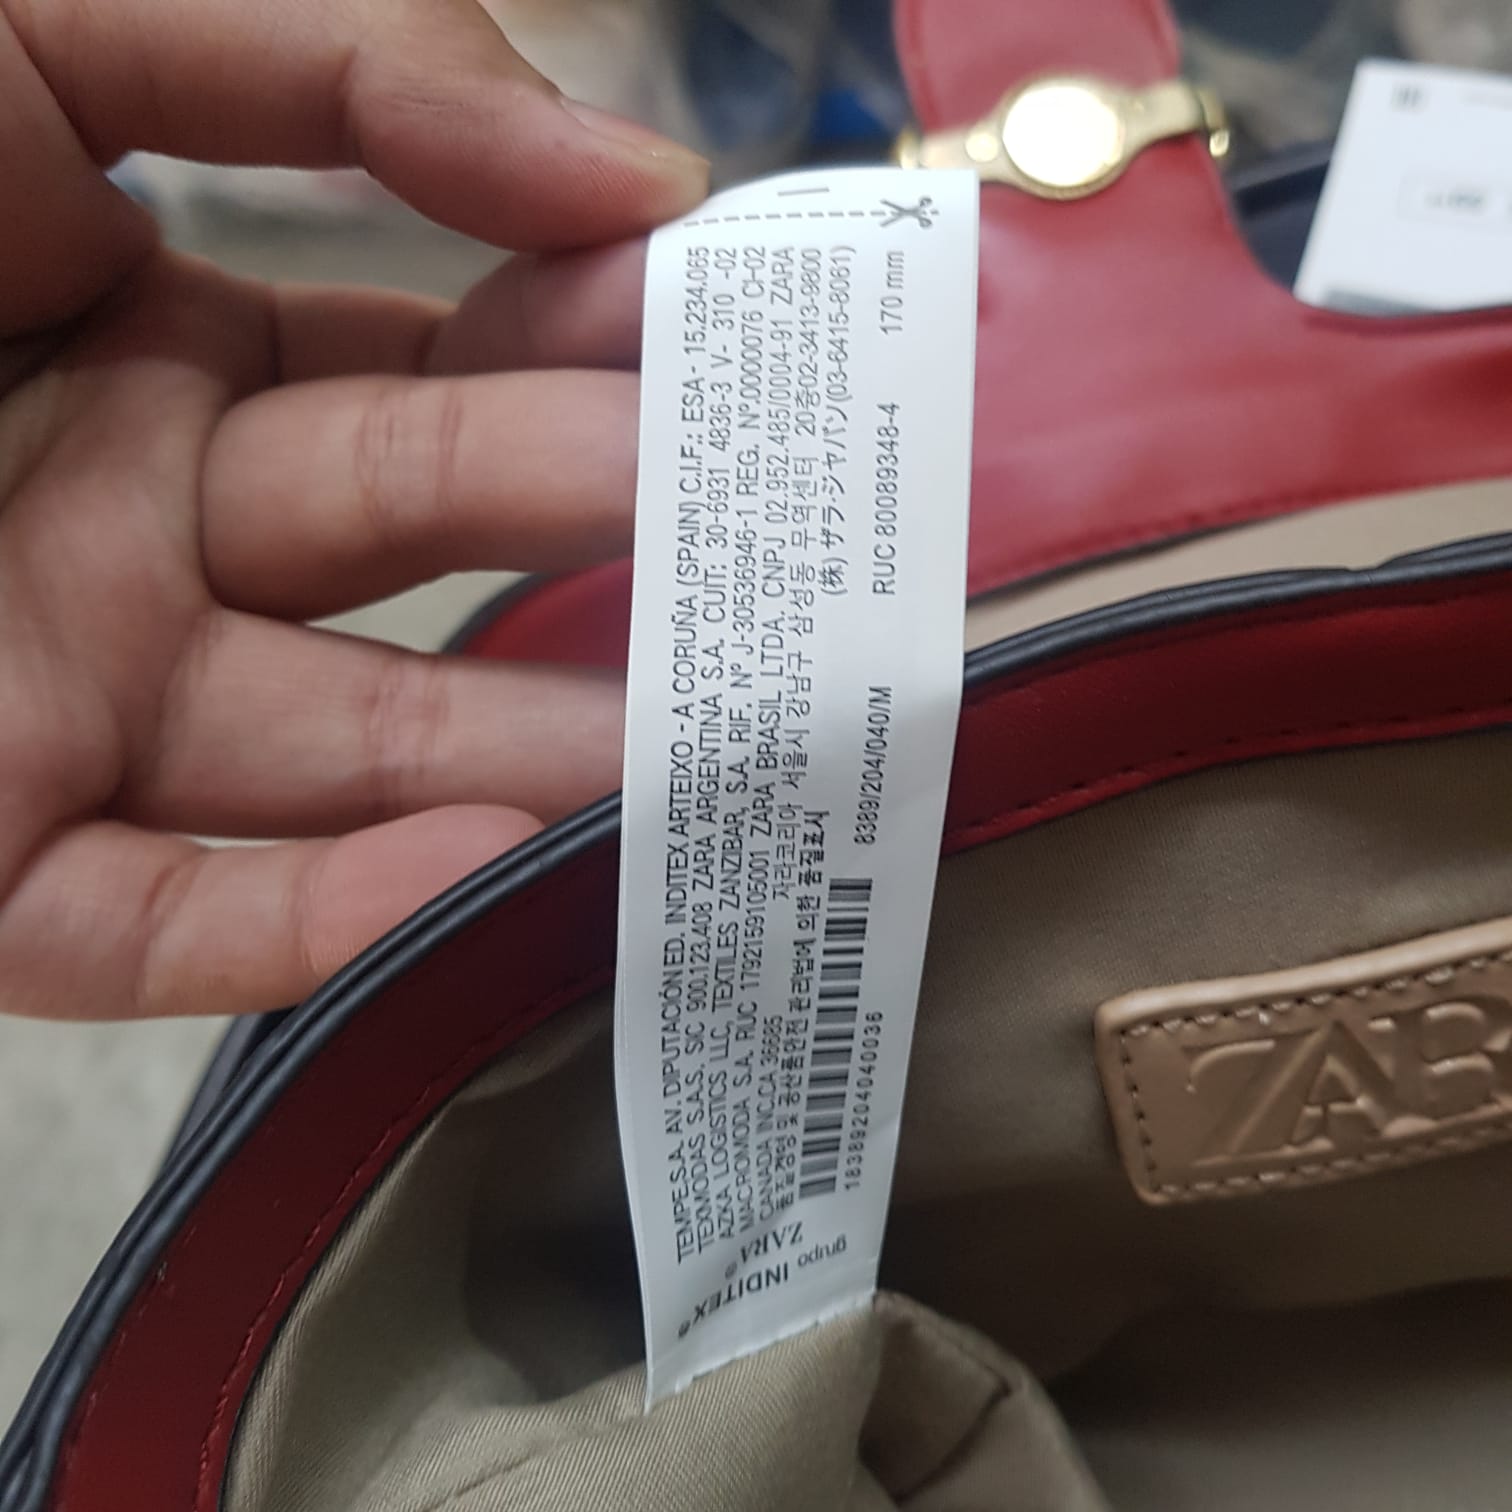 TEMPE,S.A. AV. DIPUTACIÓN ED. INDITEX ARTEIXO - A CORUÑA (SPAIN) C.I.F.: ESA - 15.234.065
TEXMODAS S.A.S. SIC 900.123.408 ZARA ARGENTINA S.A. CUIT: 30-6931 4836-3 V- 310 -02
AZKA LOGISTICS LLC, TEXTILES ZANZIBAR, S.A. RIF. Nº J-30536946-1 REG. Nº.0000076 CI-02
MACROMODA S.A. RUC 1792159105001 ZARA BRASIL LTDA. CNPJ 02.952.485/0004-91 ZARA
CANADA INC.CA 36685 자라코리아 서울시 강남구 삼성동 무역센터 20층02-3413-9800
품질경영 및 공산품안전 관리법에 의한 품질표시 (株) ザラ·ジャパン(03-6415-8061)
8389/204/040/M RUC 80089348-4 170 mm
18389204040036
ZARA®
grupo INDITEX®
ZAR